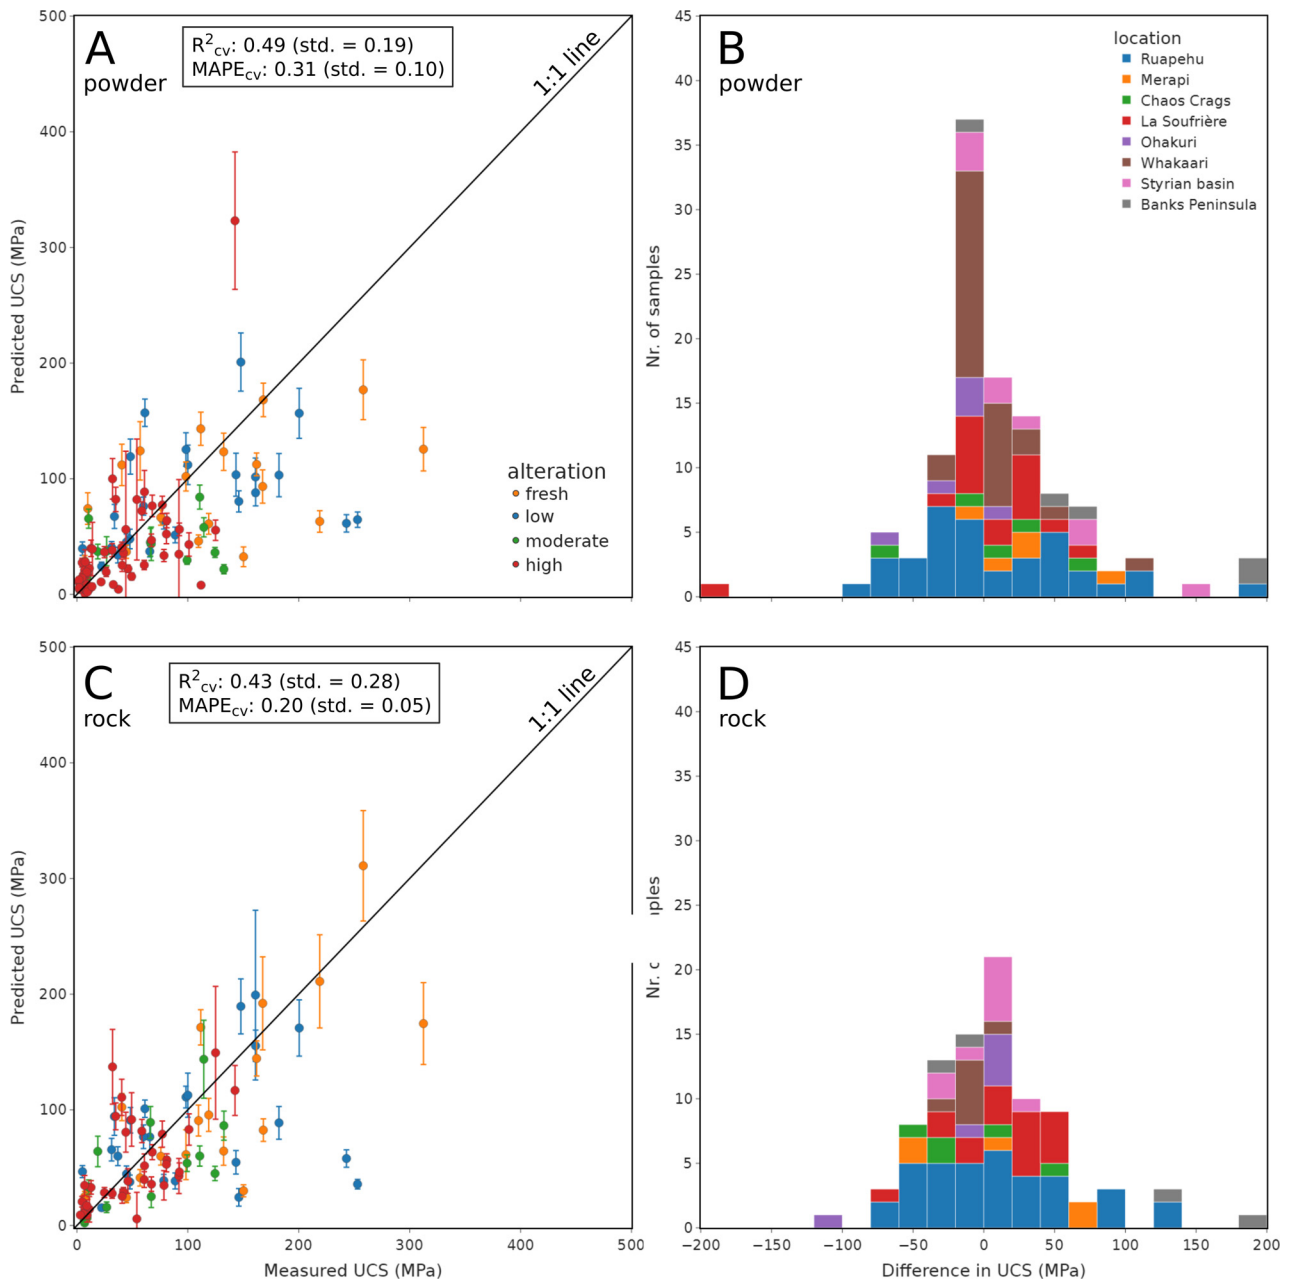 A
powder
R²cv: 0.49 (std. = 0.19)
MAPEcv: 0.31 (std. = 0.10)
1:1 line
500
400
300
200
100
0
Predicted UCS (MPa)
alteration
fresh
low
moderate
high
B
powder
location
Ruapehu
Merapi
Chaos Crags
La Soufrière
Ohakuri
Whakaari
Styrian basin
Banks Peninsula
45
40
35
30
25
20
15
10
5
0
Nr. of samples
C
rock
R²cv: 0.43 (std. = 0.28)
MAPEcv: 0.20 (std. = 0.05)
1:1 line
500
400
300
200
100
0
Predicted UCS (MPa)
0 100 200 300 400 500
Measured UCS (MPa)
D
rock
45
40
35
30
25
20
15
10
5
0
Nr.
−200 −150 −100 −50 0 50 100 150 200
Difference in UCS (MPa)